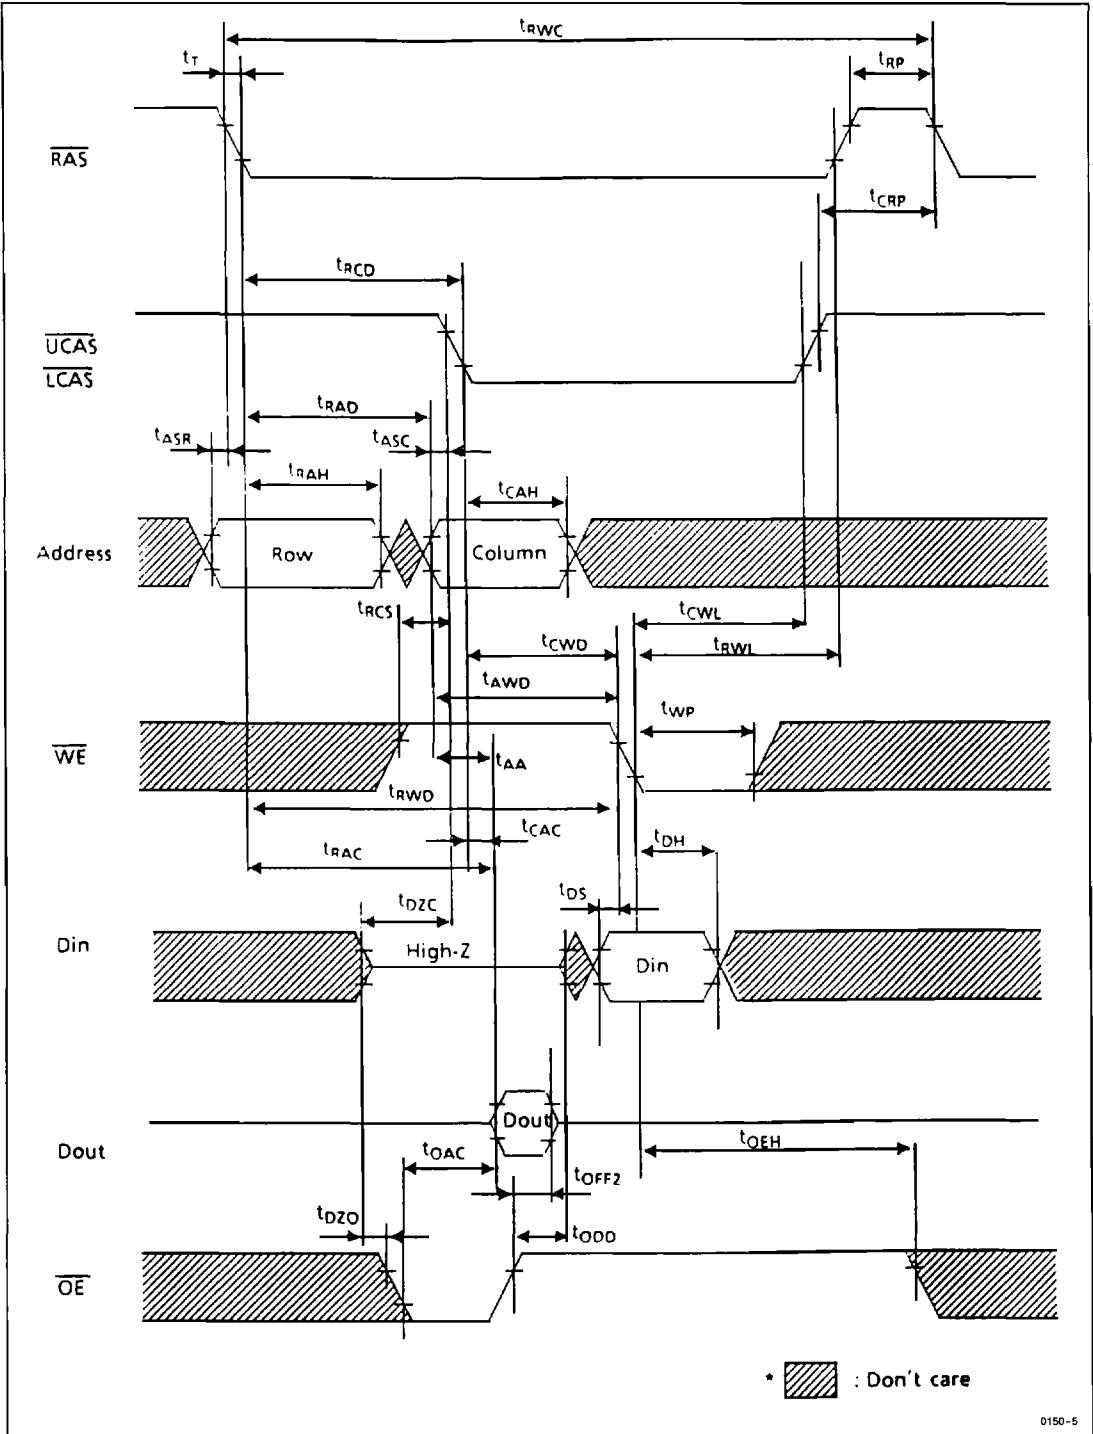 tRWC
tT
tRP
RAS
tCRP
tRCD
UCAS
LCAS
tRAD
tASR
tASC
tRAH
tCAH
Address
Row
Column
tRCS
tCWL
tCWD
tRWL
tAWD
tWP
WE
tAA
tRWD
tCAC
tRAC
tDH
tDZC
tDS
Din
High-Z
Din
Dout
Dout
tOAC
tOEH
tOFF2
tDZO
tODD
OE
* : Don't care
0150-5